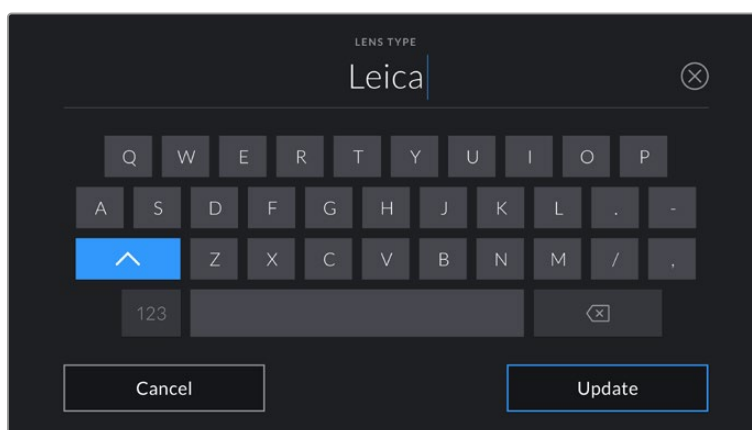 LENS TYPE
Leica
Q W E R T Y U I O P
A S D F G H J K L . -
Z X C V B N M / ,
123
Cancel Update